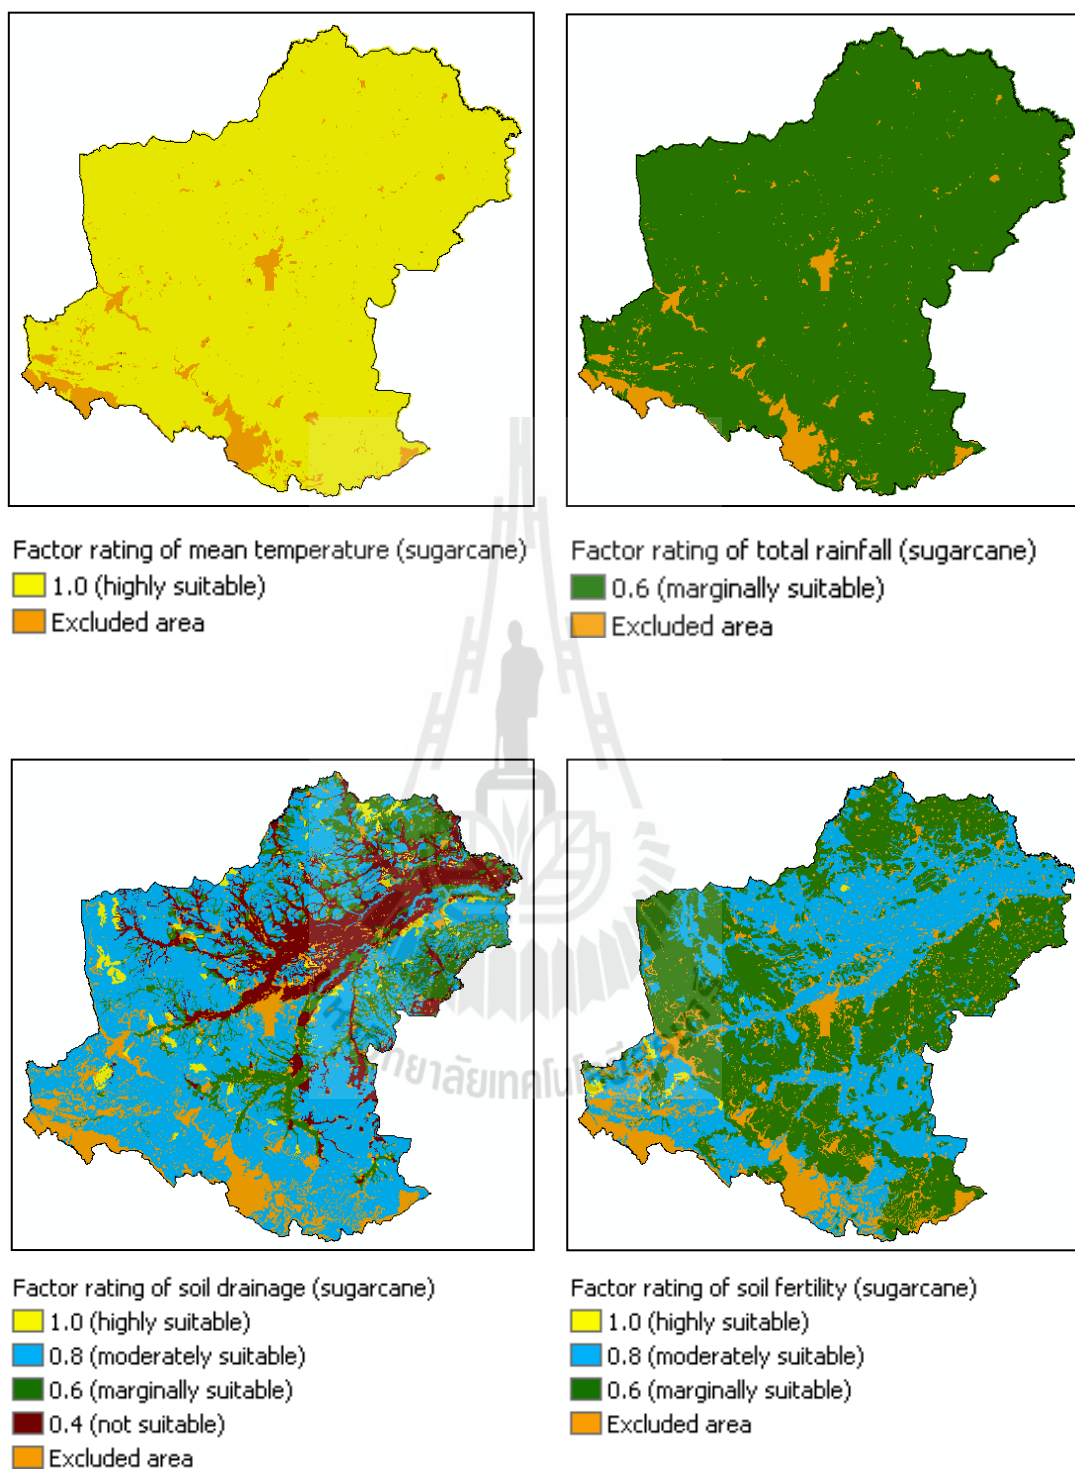 Factor rating of mean temperature (sugarcane)
1.0 (highly suitable)
Excluded area
Factor rating of total rainfall (sugarcane)
0.6 (marginally suitable)
Excluded area
Factor rating of soil drainage (sugarcane)
1.0 (highly suitable)
0.8 (moderately suitable)
0.6 (marginally suitable)
0.4 (not suitable)
Excluded area
Factor rating of soil fertility (sugarcane)
1.0 (highly suitable)
0.8 (moderately suitable)
0.6 (marginally suitable)
Excluded area